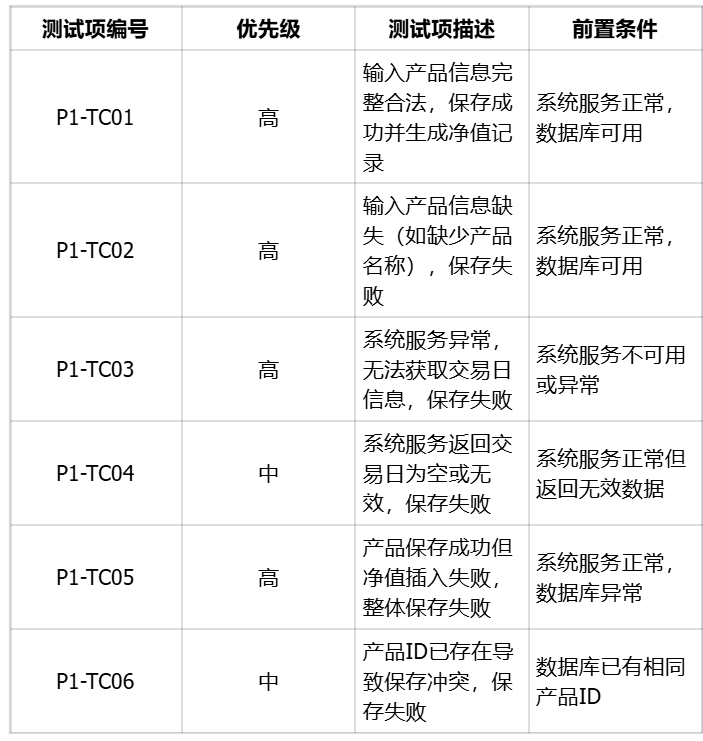 测试项编号 优先级 测试项描述 前置条件
P1-TC01 高 输入产品信息完
整合法，保存成
功并生成净值记
录 系统服务正常，
数据库可用
P1-TC02 高 输入产品信息缺
失（如缺少产品
名称），保存失
败 系统服务正常，
数据库可用
P1-TC03 高 系统服务异常，
无法获取交易日
信息，保存失败 系统服务不可用
或异常
P1-TC04 中 系统服务返回交
易日为空或无
效，保存失败 系统服务正常但
返回无效数据
P1-TC05 高 产品保存成功但
净值插入失败，
整体保存失败 系统服务正常，
数据库异常
P1-TC06 中 产品ID已存在导
致保存冲突，保
存失败 数据库已有相同
产品ID